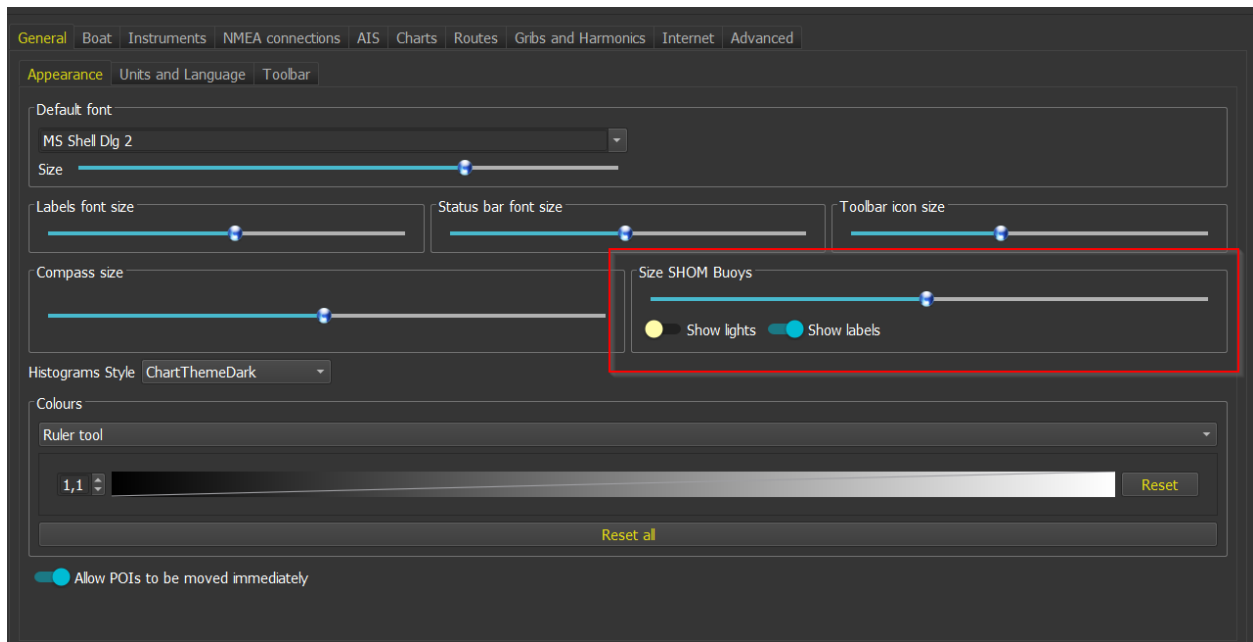 General Boat Instruments NMEA connections AIS Charts Routes Gribs and Harmonics Internet Advanced
Appearance Units and Language Toolbar
Default font
MS Shell Dlg 2
Size
Labels font size Status bar font size Toolbar icon size
Compass size Size SHOM Buoys
Show lights Show labels
Histograms Style ChartThemeDark
Colours
Ruler tool
1,1 Reset
Reset all
Allow POIs to be moved immediately